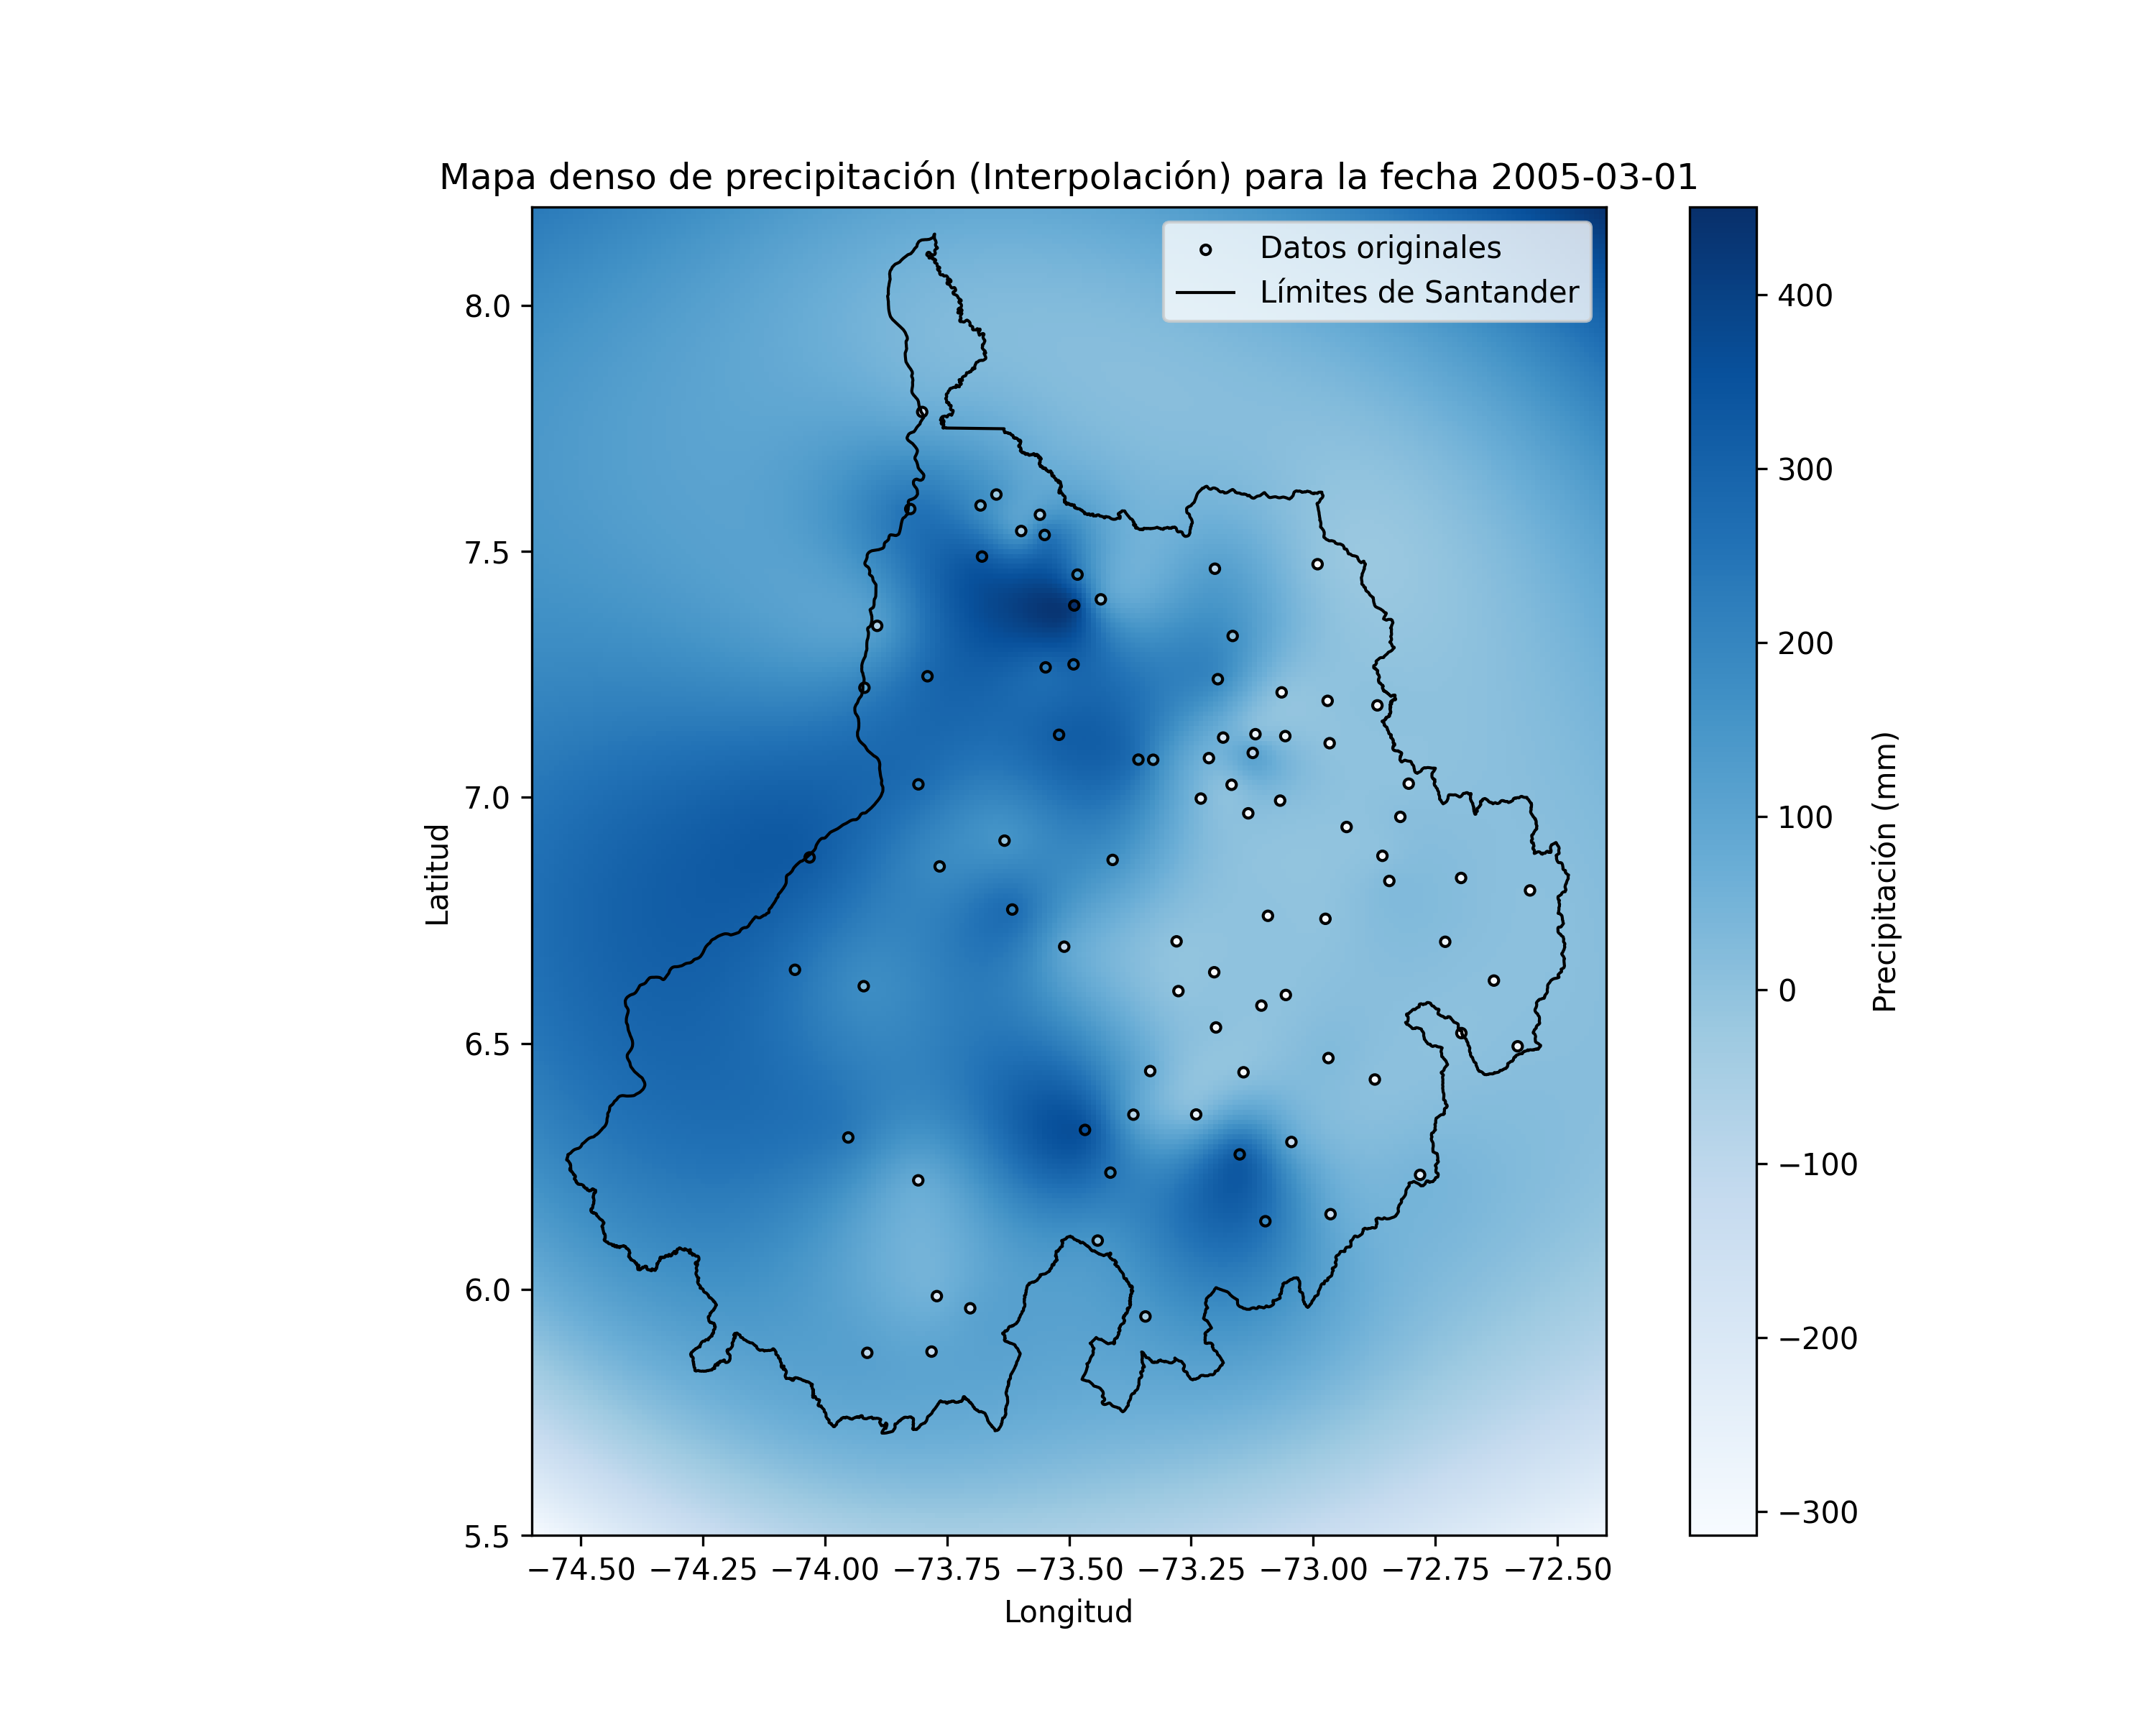 Mapa denso de precipitación (Interpolación) para la fecha 2005-03-01
Datos originales
Límites de Santander
8.0
7.5
7.0
6.5
6.0
5.5
Latitud
−74.50 −74.25 −74.00 −73.75 −73.50 −73.25 −73.00 −72.75 −72.50
Longitud
400
300
200
100
0
−100
−200
−300
Precipitación (mm)